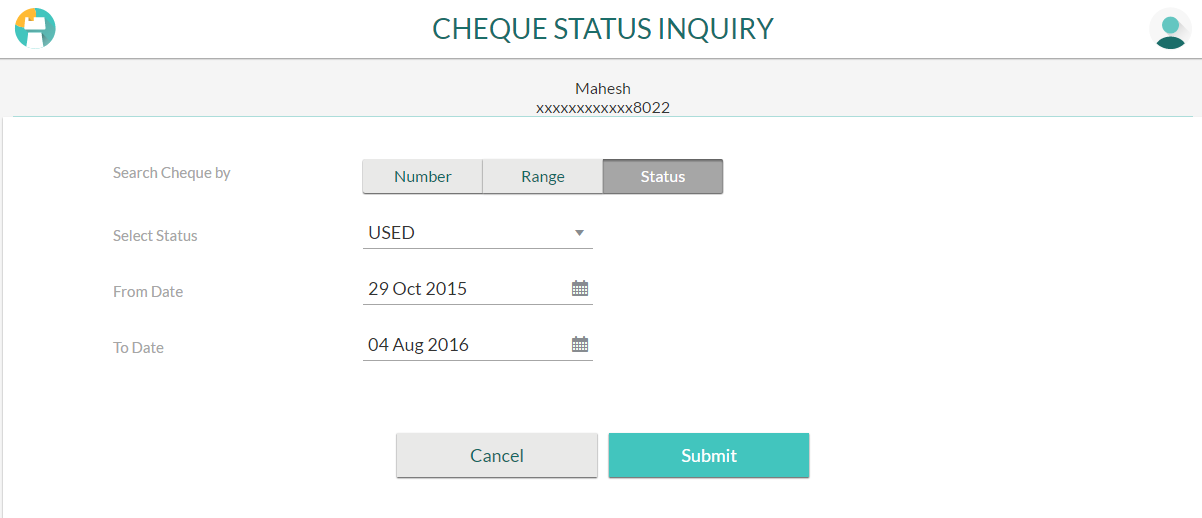 CHEQUE STATUS INQUIRY
Mahesh
xxxxxxxxxxxx8022
Search Cheque by Number Range Status
Select Status USED
From Date 29 Oct 2015
To Date 04 Aug 2016
Cancel Submit